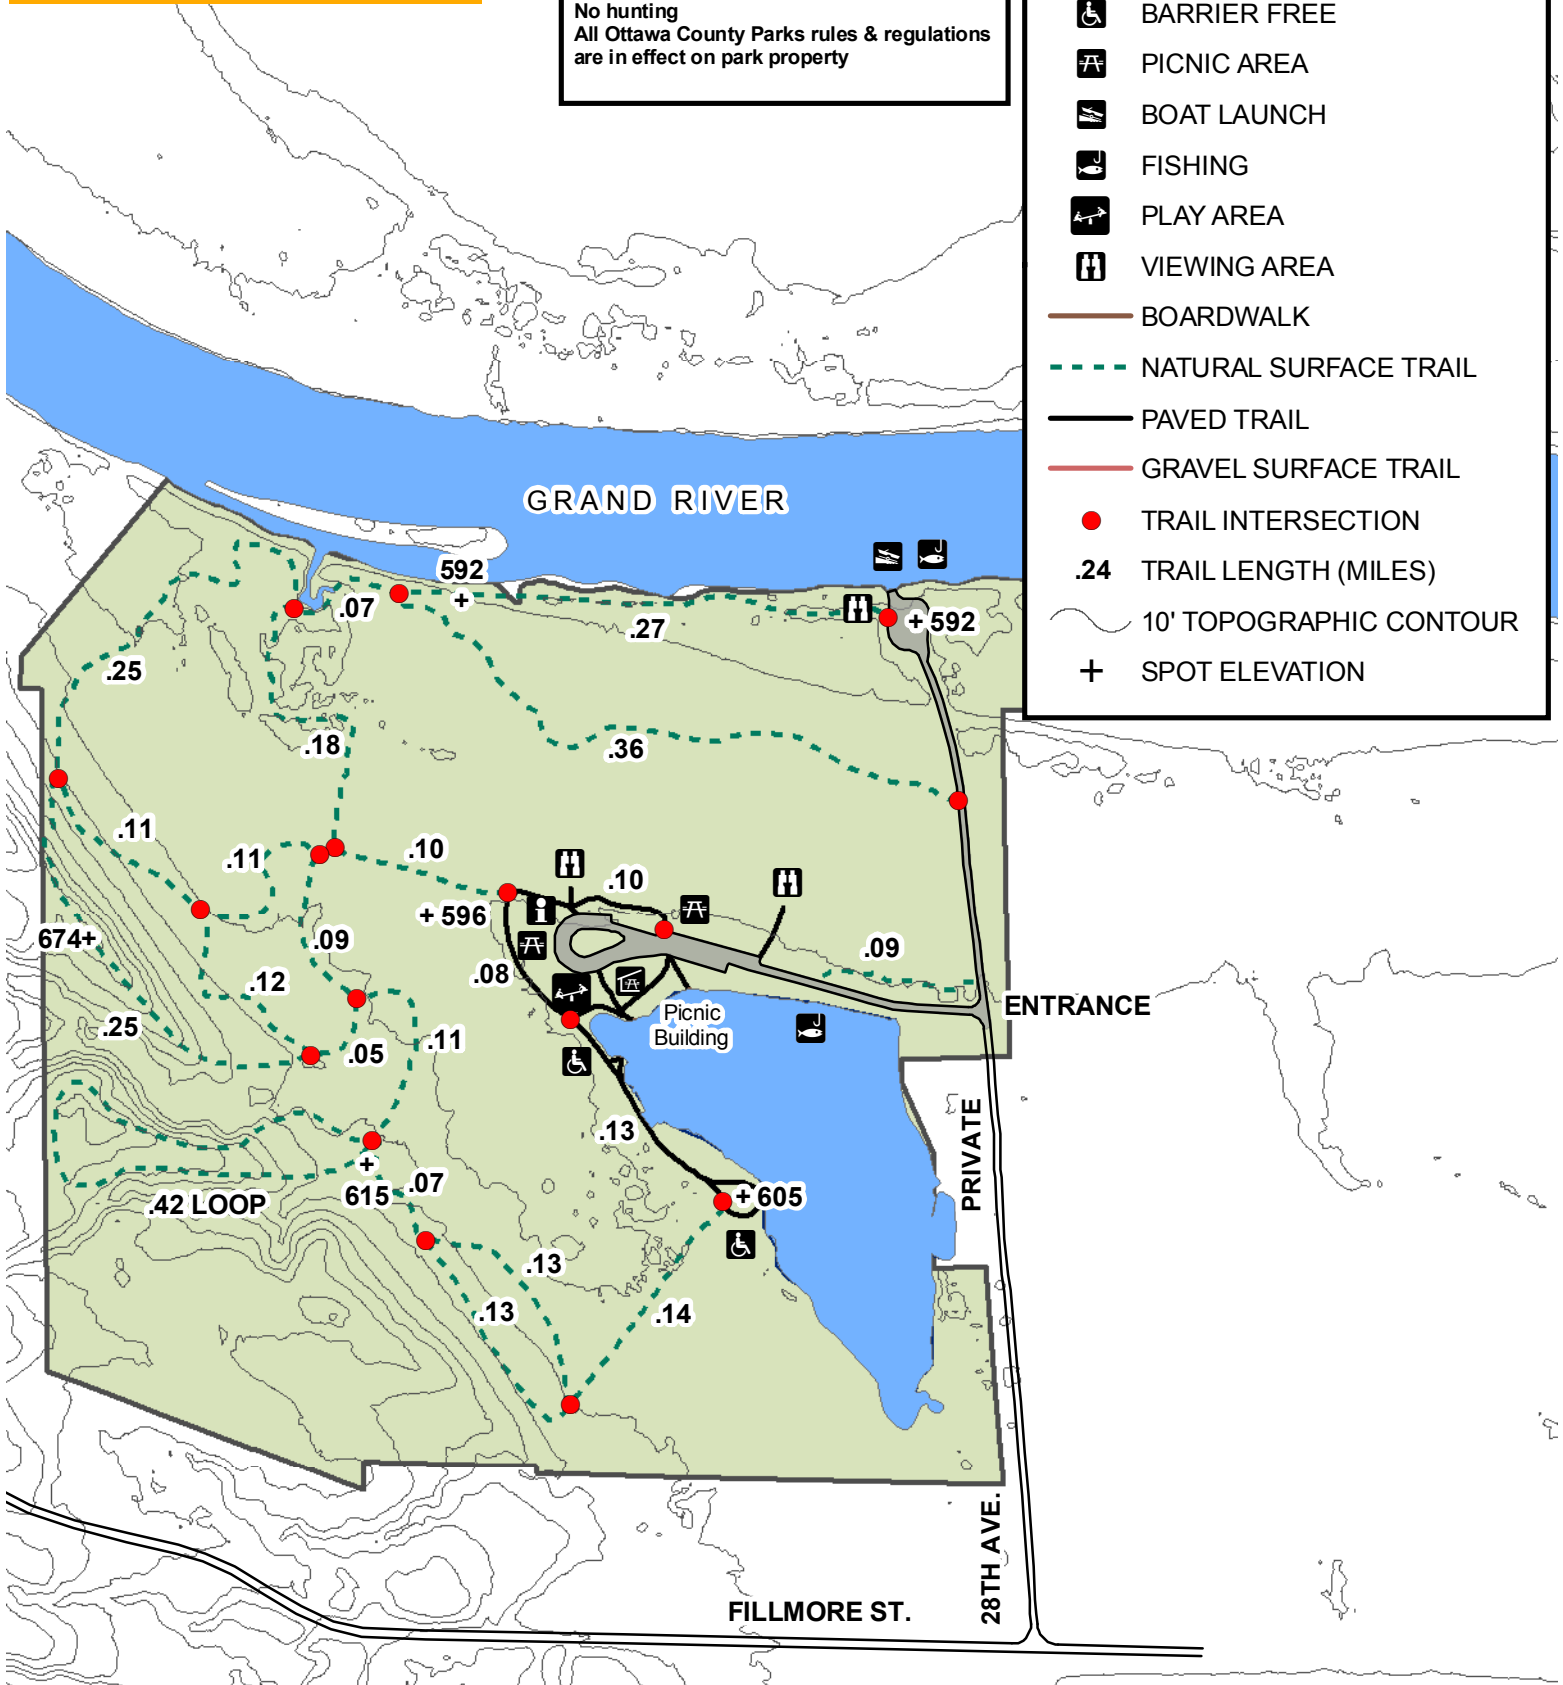 No hunting
All Ottawa County Parks rules & regulations
are in effect on park property
BARRIER FREE
PICNIC AREA
BOAT LAUNCH
FISHING
PLAY AREA
VIEWING AREA
BOARDWALK
NATURAL SURFACE TRAIL
PAVED TRAIL
GRAVEL SURFACE TRAIL
TRAIL INTERSECTION
.24 TRAIL LENGTH (MILES)
10' TOPOGRAPHIC CONTOUR
+ SPOT ELEVATION
GRAND RIVER
592
+
.07
.27
+ 592
.25
.18
.36
.11
.11
.10
.10
+ 596
674+
.09
.08
.09
.12
ENTRANCE
Picnic
Building
.25
.05
.11
.13
PRIVATE
+
615
.07
+ 605
.42 LOOP
.13
.13
.14
28TH AVE.
FILLMORE ST.